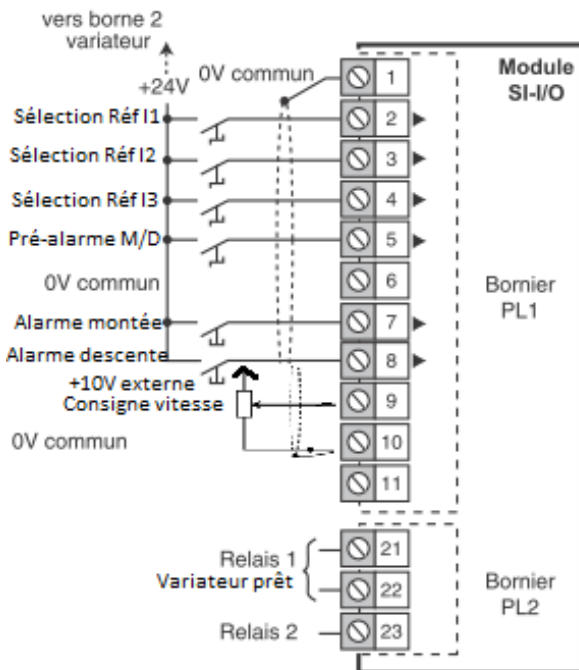 vers borne 2
variateur
+24V
0V commun
1
Module
SI-I/O
Sélection Réf I1
2
Sélection Réf I2
3
Sélection Réf I3
4
Pré-alarme M/D
5
0V commun
6
Bornier
PL1
Alarme montée
7
Alarme descente
8
+10V externe
Consigne vitesse
9
0V commun
10
11
Relais 1
21
Variateur prêt
22
Bornier
PL2
Relais 2
23